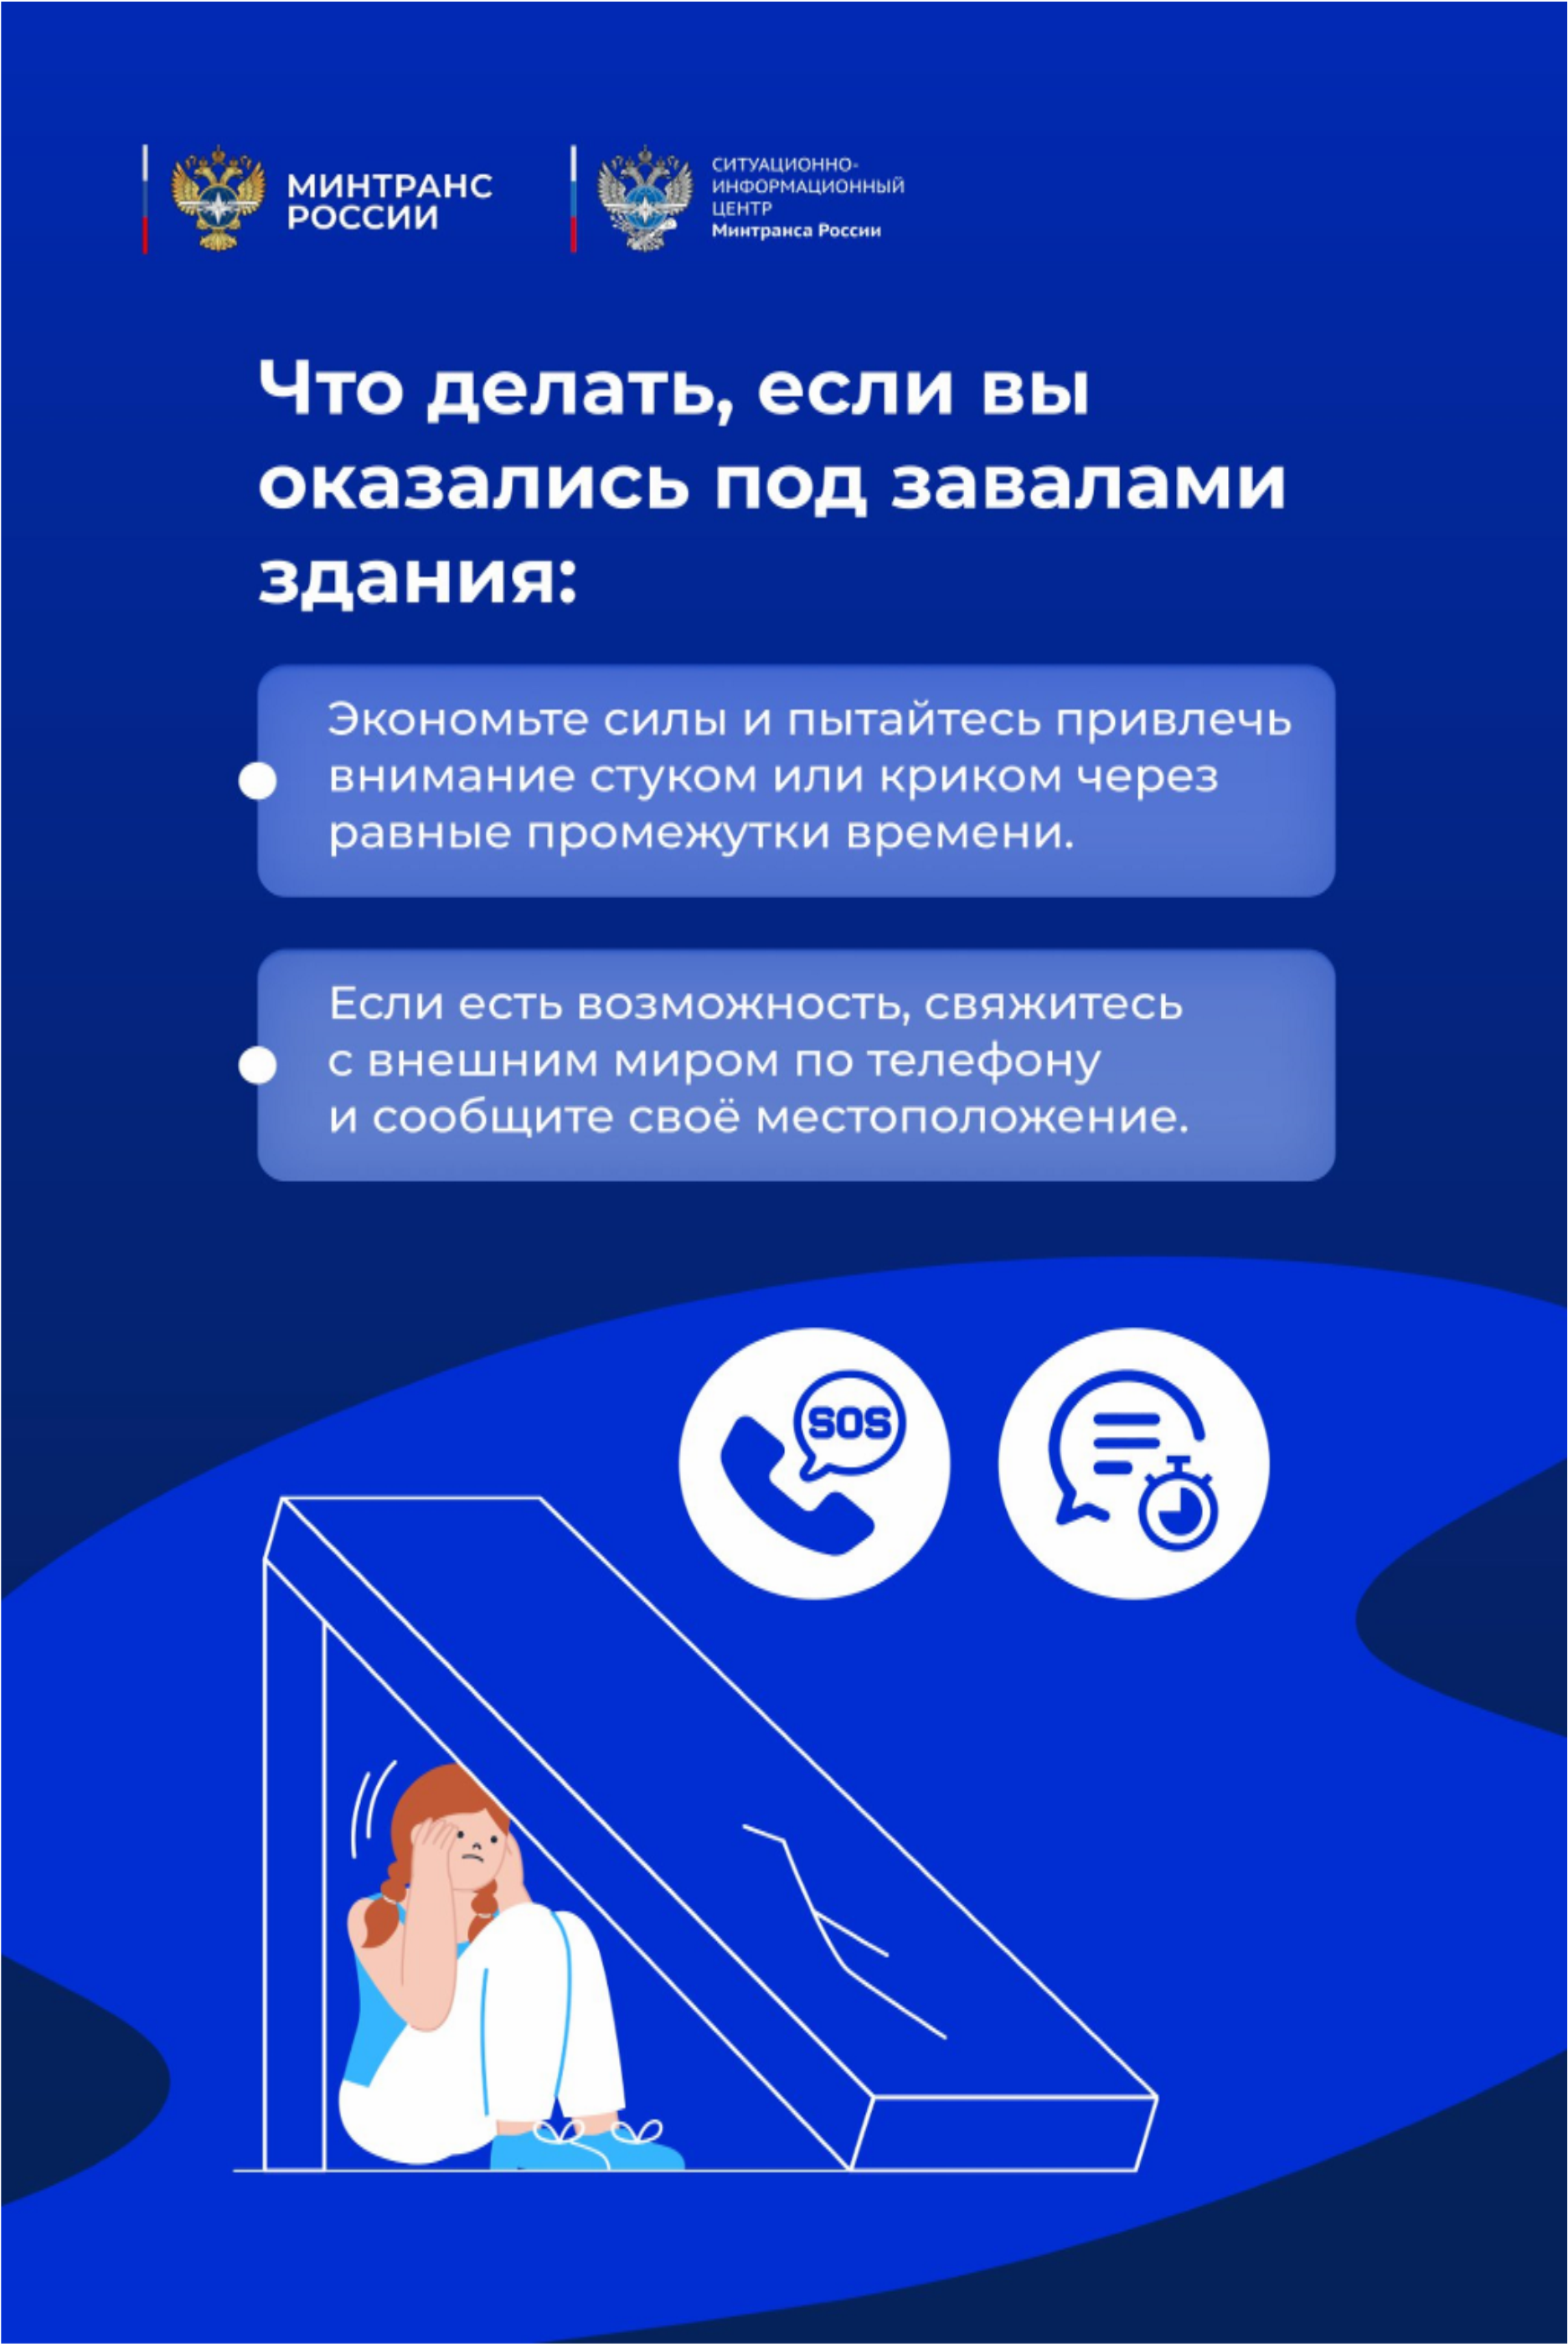 МИНТРАНС
РОССИИ
СИТУАЦИОННО-
ИНФОРМАЦИОННЫЙ
ЦЕНТР
Минтранса России
Что делать, если вы
оказались под завалами
здания:
Экономьте силы и пытайтесь привлечь
внимание стуком или криком через
равные промежутки времени.
Если есть возможность, свяжитесь
с внешним миром по телефону
и сообщите своё местоположение.
SOS